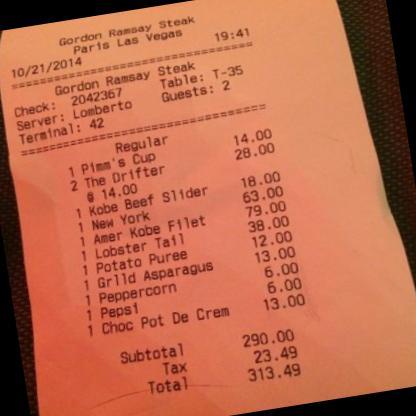 Gordon Ramsay Steak
Paris Las Vegas
10/21/2014 19:41
================================
Gordon Ramsay Steak
Check: 2042367 Table: T-35
Server: Lomberto Guests: 2
Terminal: 42
================================
Regular
1 Pimm's Cup 14.00
2 The Drifter 28.00
@ 14.00
1 Kobe Beef Slider 18.00
1 New York 63.00
1 Amer Kobe Filet 79.00
1 Lobster Tail 38.00
1 Potato Puree 12.00
1 Grlld Asparagus 13.00
1 Peppercorn 6.00
1 Pepsi 6.00
1 Choc Pot De Crem 13.00
Subtotal 290.00
Tax 23.49
Total 313.49